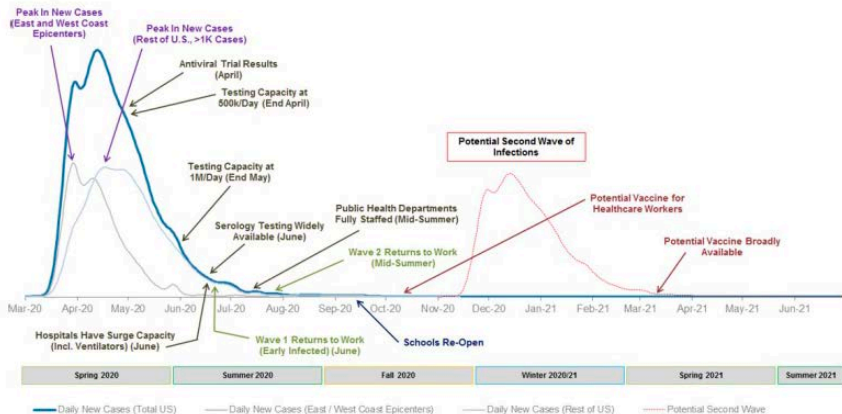 Peak In New Cases
(East and West Coast
Epicenters)
Peak In New Cases
(Rest of U.S., >1K Cases)
Antiviral Trial Results
(April)
Testing Capacity at
500k/Day (End April)
Potential Second Wave of
Infections
Testing Capacity at
1M/Day (End May)
Public Health Departments
Fully Staffed (Mid-Summer)
Potential Vaccine for
Healthcare Workers
Serology Testing Widely
Available (June)
Wave 2 Returns to Work
(Mid-Summer)
Potential Vaccine Broadly
Available
Mar-20 Apr-20 May-20 Jun-20 Jul-20 Aug-20 Sep-20 Oct-20 Nov-20 Dec-20 Jan-21 Feb-21 Mar-21 Apr-21 May-21 Jun-21
Hospitals Have Surge Capacity
(Incl. Ventilators) (June)
Wave 1 Returns to Work
(Early Infected) (June)
Schools Re-Open
Spring 2020 Summer 2020 Fall 2020 Winter 2020/21 Spring 2021 Summer 2021
Daily New Cases (Total US) Daily New Cases (East / West Coast Epicenters) Daily New Cases (Rest of US) Potential Second Wave